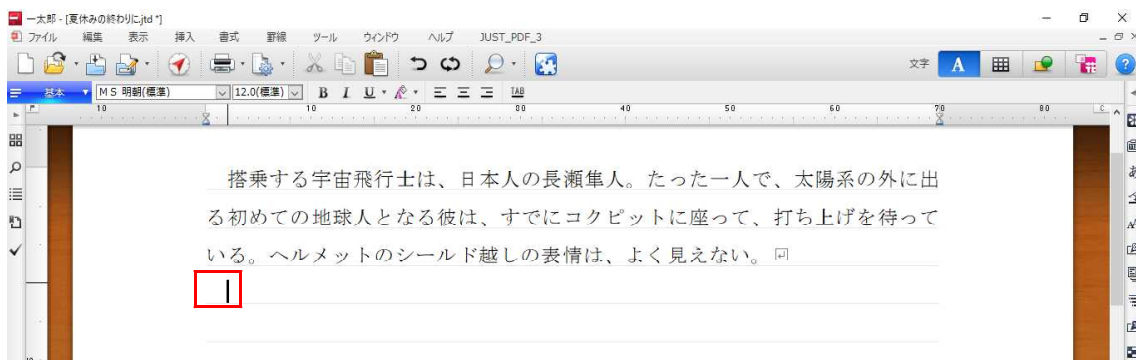 一太郎 - [夏休みの終わりに.jtd *]
ファイル 編集 表示 挿入 書式 罫線 ツール ウィンドウ ヘルプ JUST_PDF_3
文字 A
基本 ＭＳ 明朝(標準) 12.0(標準) B I U TAB
10 10 20 30 40 50 60 70 80
搭乗する宇宙飛行士は、日本人の長瀬隼人。たった一人で、太陽系の外に出
る初めての地球人となる彼は、すでにコクピットに座って、打ち上げを待って
いる。ヘルメットのシールド越しの表情は、よく見えない。